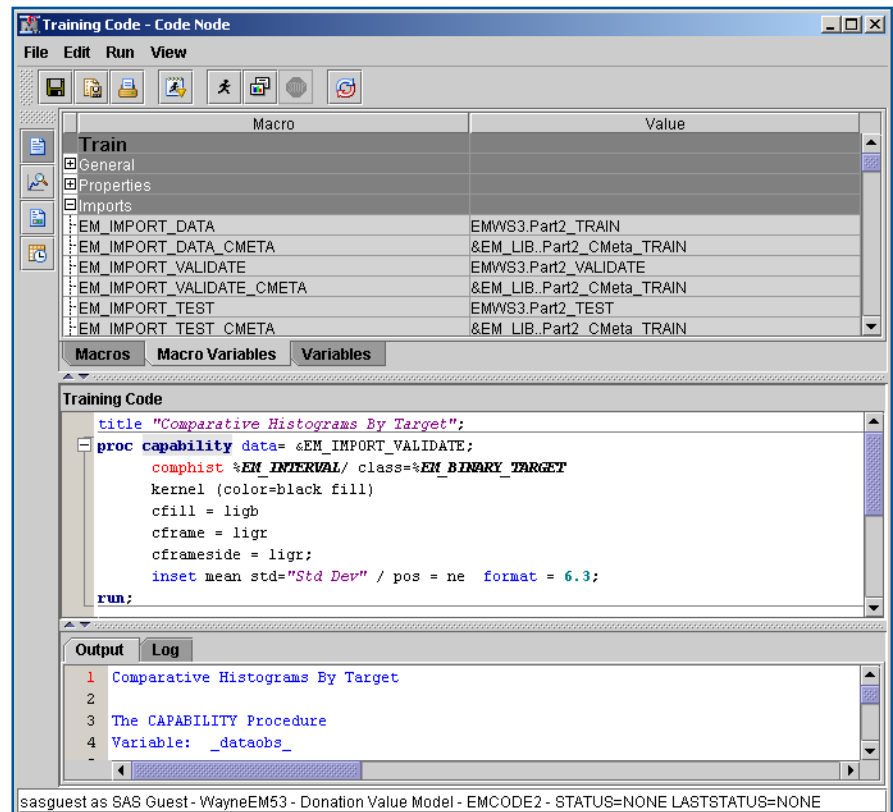 Training Code - Code Node
File Edit Run View
Macro Value
Train
General
Properties
Imports
EM_IMPORT_DATA EMWS3.Part2_TRAIN
EM_IMPORT_DATA_CMETA &EM_LIB..Part2_CMeta_TRAIN
EM_IMPORT_VALIDATE EMWS3.Part2_VALIDATE
EM_IMPORT_VALIDATE_CMETA &EM_LIB..Part2_CMeta_TRAIN
EM_IMPORT_TEST EMWS3.Part2_TEST
EM_IMPORT_TEST_CMETA &EM_LIB..Part2_CMeta_TRAIN
Macros Macro Variables Variables
Training Code
title "Comparative Histograms By Target";
proc capability data= &EM_IMPORT_VALIDATE;
comphist %EM_INTERVAL/ class=%EM_BINARY_TARGET
kernel (color=black fill)
cfill = ligb
cframe = ligr
cframeside = ligr;
inset mean std="Std Dev" / pos = ne format = 6.3;
run;
Output Log
1 Comparative Histograms By Target
2
3 The CAPABILITY Procedure
4 Variable: _dataobs_
sasguest as SAS Guest - WayneEM53 - Donation Value Model - EMCODE2 - STATUS=NONE LASTSTATUS=NONE